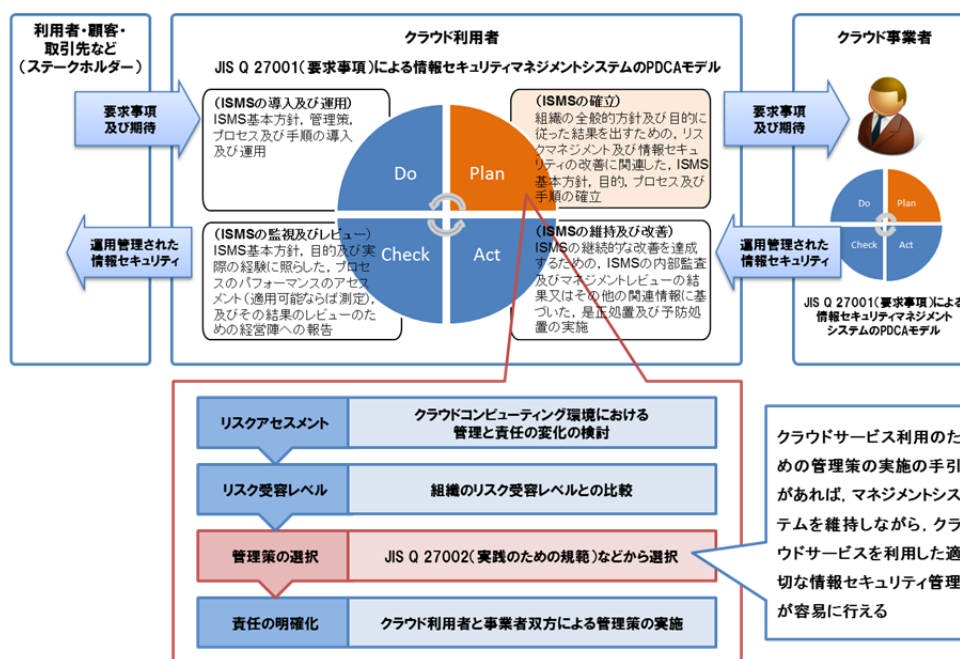 利用者・顧客・
取引先など
(ステークホルダー)
要求事項
及び期待
運用管理された
情報セキュリティ
クラウド利用者
JIS Q 27001(要求事項)による情報セキュリティマネジメントシステムのPDCAモデル
(ISMSの導入及び運用)
ISMS基本方針, 管理策,
プロセス及び手順の導入
及び運用
Do
Plan
(ISMSの確立)
組織の全般的方針及び目的に
従った結果を出すための, リス
クマネジメント及び情報セキュ
リティの改善に関連した, ISMS
基本方針, 目的, プロセス及び
手順の確立
(ISMSの監視及びレビュー)
ISMS基本方針, 目的及び実
際の経験に照らした, プロセ
スのパフォーマンスのアセス
メント(適用可能ならば測定),
及びその結果のレビューのた
めの経営陣への報告
Check
Act
(ISMSの維持及び改善)
ISMSの継続的な改善を達成
するための, ISMSの内部監査
及びマネジメントレビューの結
果又はその他の関連情報に基
づいた, 是正処置及び予防処
置の実施
要求事項
及び期待
運用管理された
情報セキュリティ
クラウド事業者
Do
Plan
Check
Act
JIS Q 27001(要求事項)による
情報セキュリティマネジメント
システムのPDCAモデル
リスクアセスメント
クラウドコンピューティング環境における
管理と責任の変化の検討
リスク受容レベル
組織のリスク受容レベルとの比較
管理策の選択
JIS Q 27002(実践のための規範)などから選択
責任の明確化
クラウド利用者と事業者双方による管理策の実施
クラウドサービス利用のた
めの管理策の実施の手引
があれば, マネジメントシス
テムを維持しながら, クラ
ウドサービスを利用した適
切な情報セキュリティ管理
が容易に行える